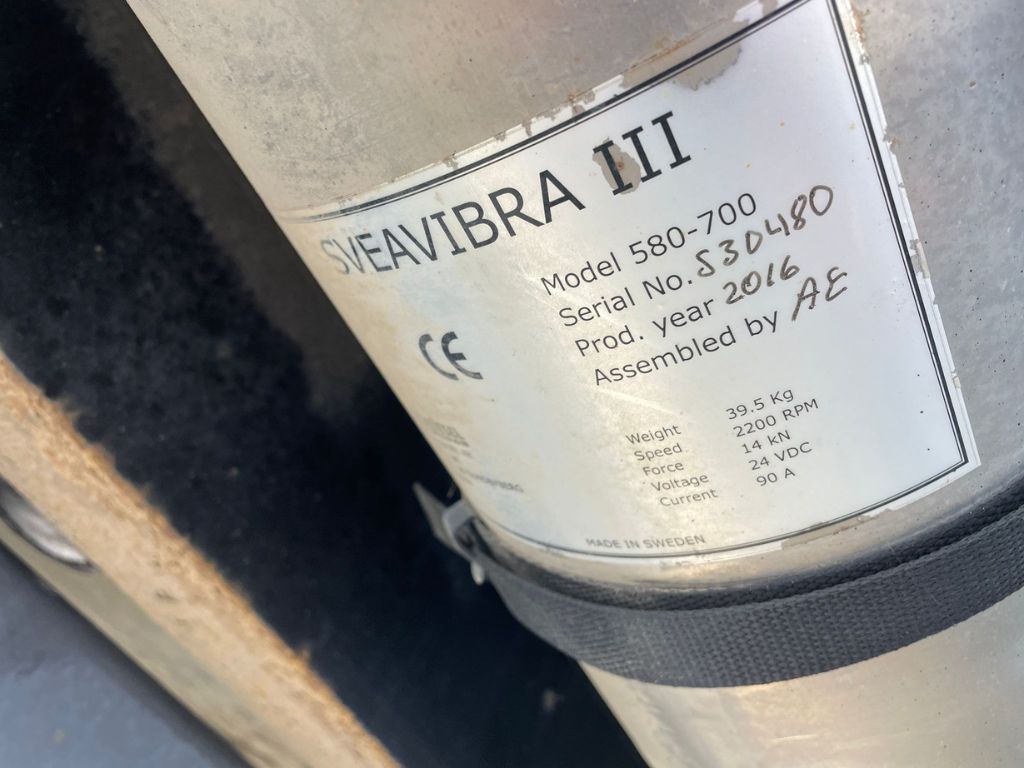 SVEAVIBRA III
Model 580-700
Serial No. 530480
Prod. year 2016
Assembled by AE
CE
Weight 39.5 Kg
Speed 2200 RPM
Force 14 kN
Voltage 24 VDC
Current 90 A
MADE IN SWEDEN